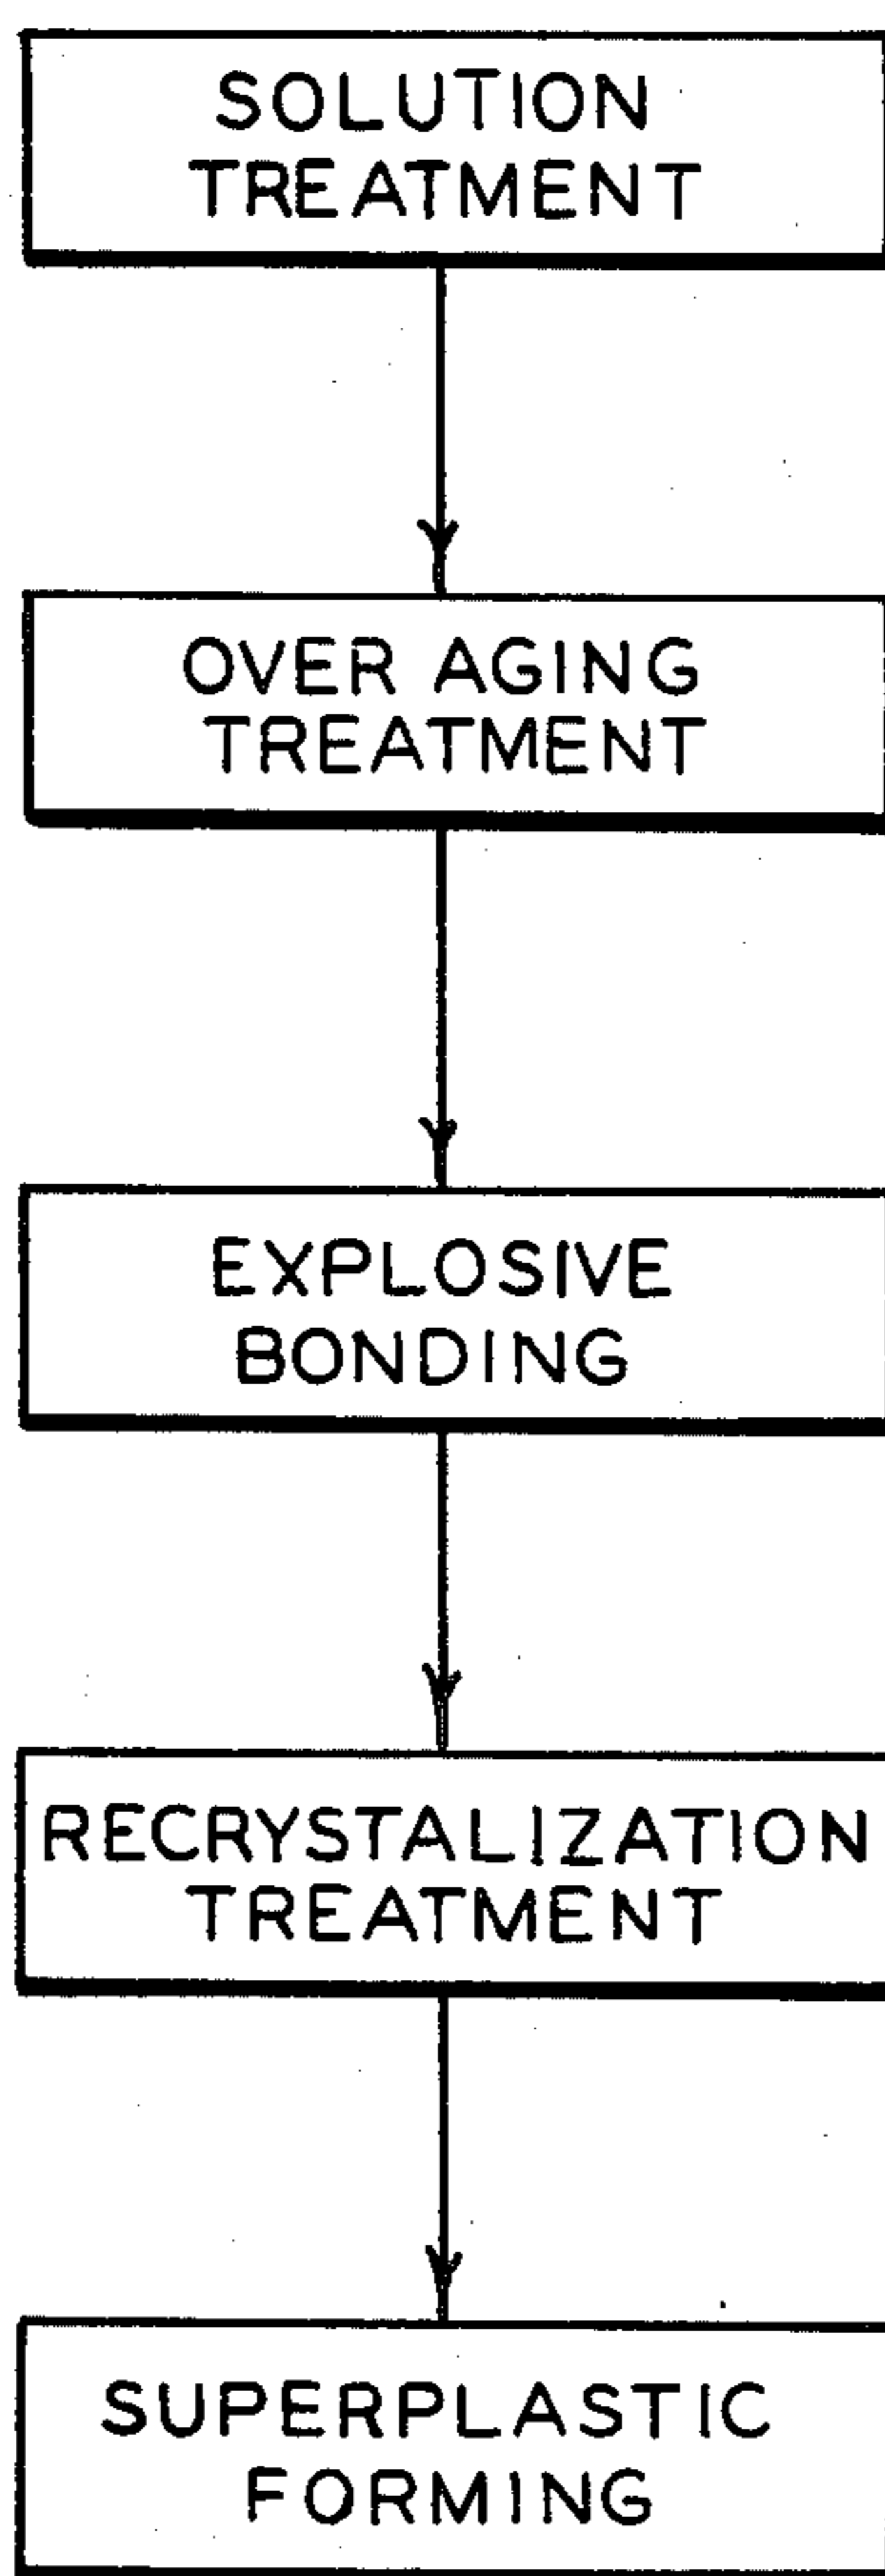 SOLUTION
TREATMENT
OVER AGING
TREATMENT
EXPLOSIVE
BONDING
RECRYSTALIZATION
TREATMENT
SUPERPLASTIC
FORMING